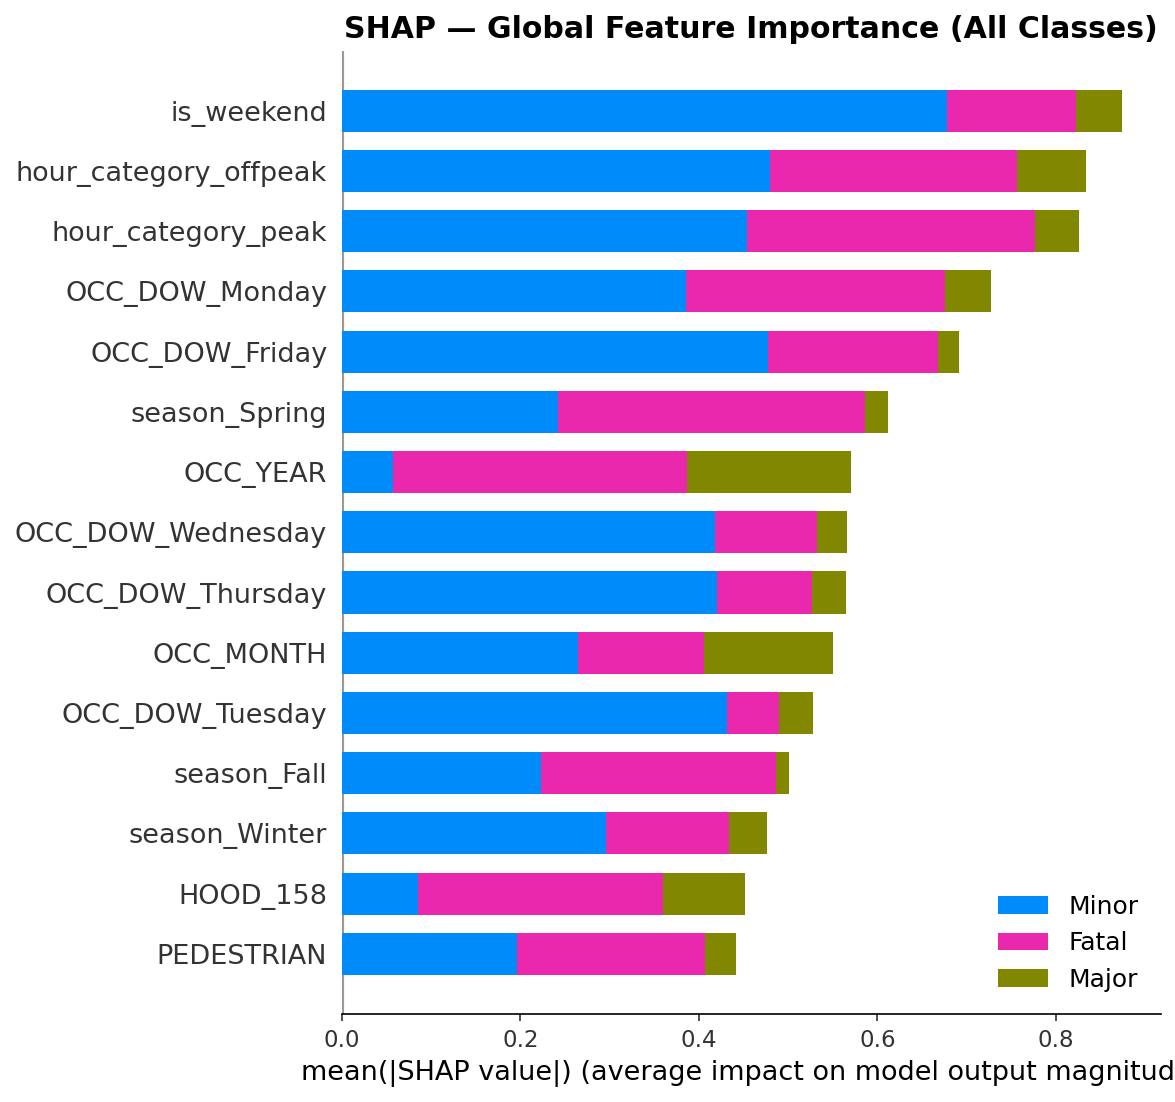 SHAP — Global Feature Importance (All Classes)
is_weekend
hour_category_offpeak
hour_category_peak
OCC_DOW_Monday
OCC_DOW_Friday
season_Spring
OCC_YEAR
OCC_DOW_Wednesday
OCC_DOW_Thursday
OCC_MONTH
OCC_DOW_Tuesday
season_Fall
season_Winter
HOOD_158
PEDESTRIAN
Minor
Fatal
Major
0.0 0.2 0.4 0.6 0.8
mean(|SHAP value|) (average impact on model output magnitud